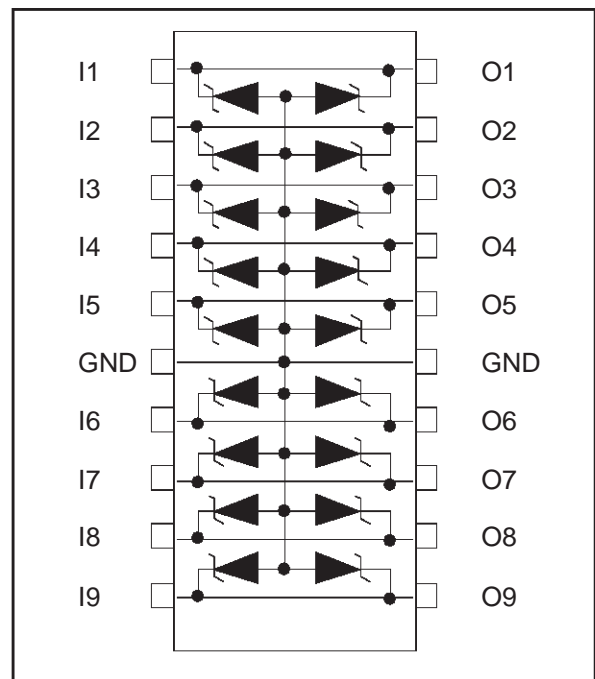 I1 O1
I2 O2
I3 O3
I4 O4
I5 O5
GND GND
I6 O6
I7 O7
I8 O8
I9 O9